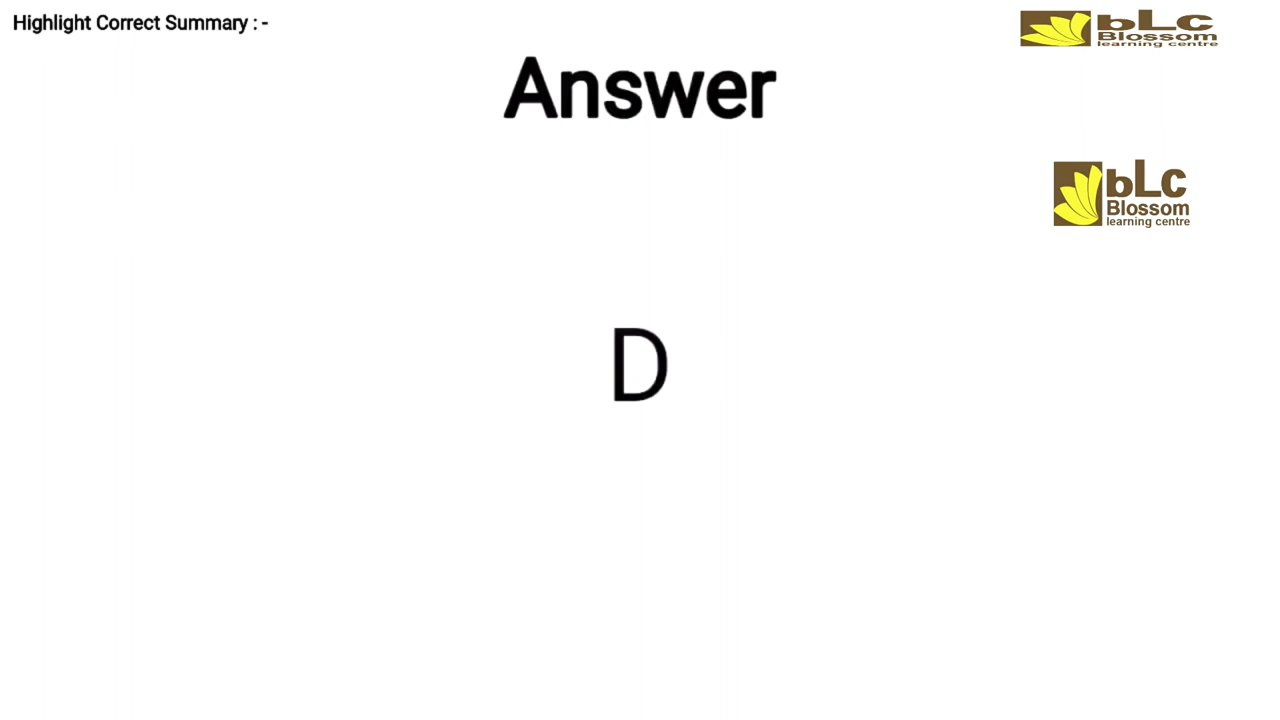 Highlight Correct Summary : -
bLc
Blossom
learning centre
Answer
bLc
Blossom
learning centre
D